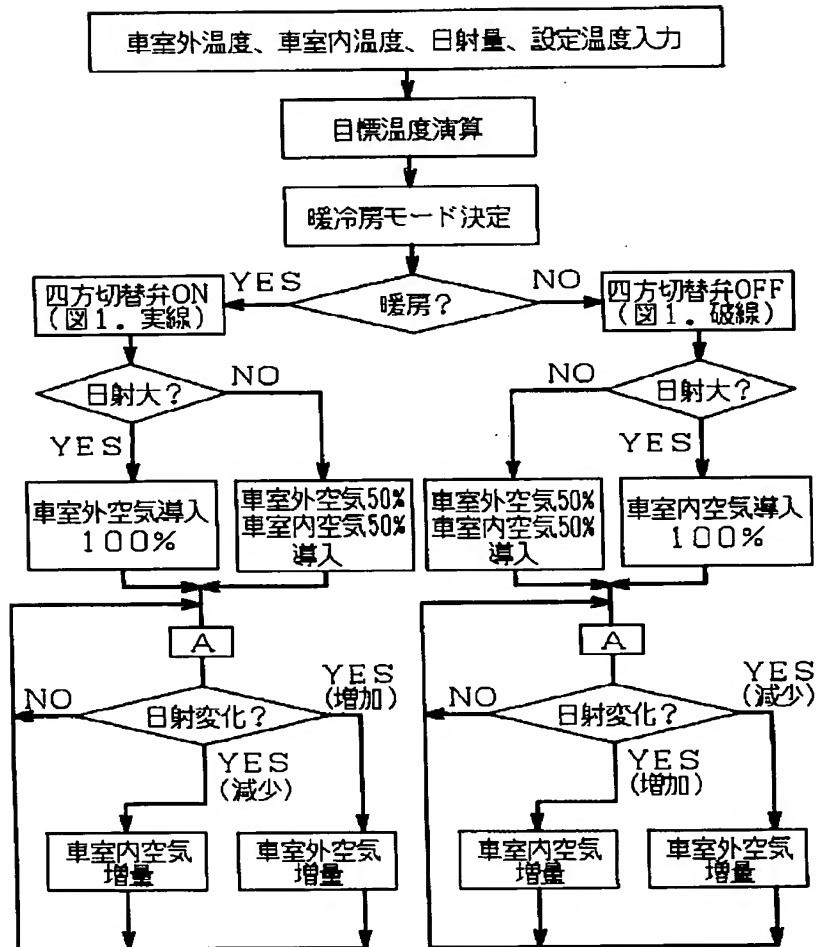 車室外温度、車室内温度、日射量、設定温度入力
目標温度演算
暖冷房モード決定
暖房?
YES
NO
四方切替弁ON
(図1.実線)
四方切替弁OFF
(図1.破線)
日射大?
NO
YES
日射大?
NO
YES
車室外空気導入
100%
車室外空気50%
車室内空気50%
導入
車室外空気50%
車室内空気50%
導入
車室内空気導入
100%
A
A
日射変化?
NO
YES
(増加)
YES
(減少)
日射変化?
NO
YES
(減少)
YES
(増加)
車室内空気
増量
車室外空気
増量
車室内空気
増量
車室外空気
増量